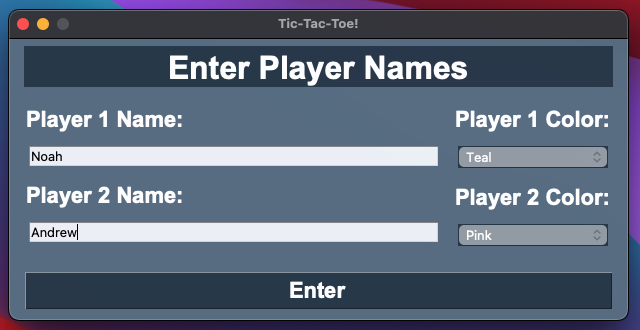 Tic-Tac-Toe!
Enter Player Names
Player 1 Name:
Player 1 Color:
Noah
Teal
Player 2 Name:
Player 2 Color:
Andrew
Pink
Enter